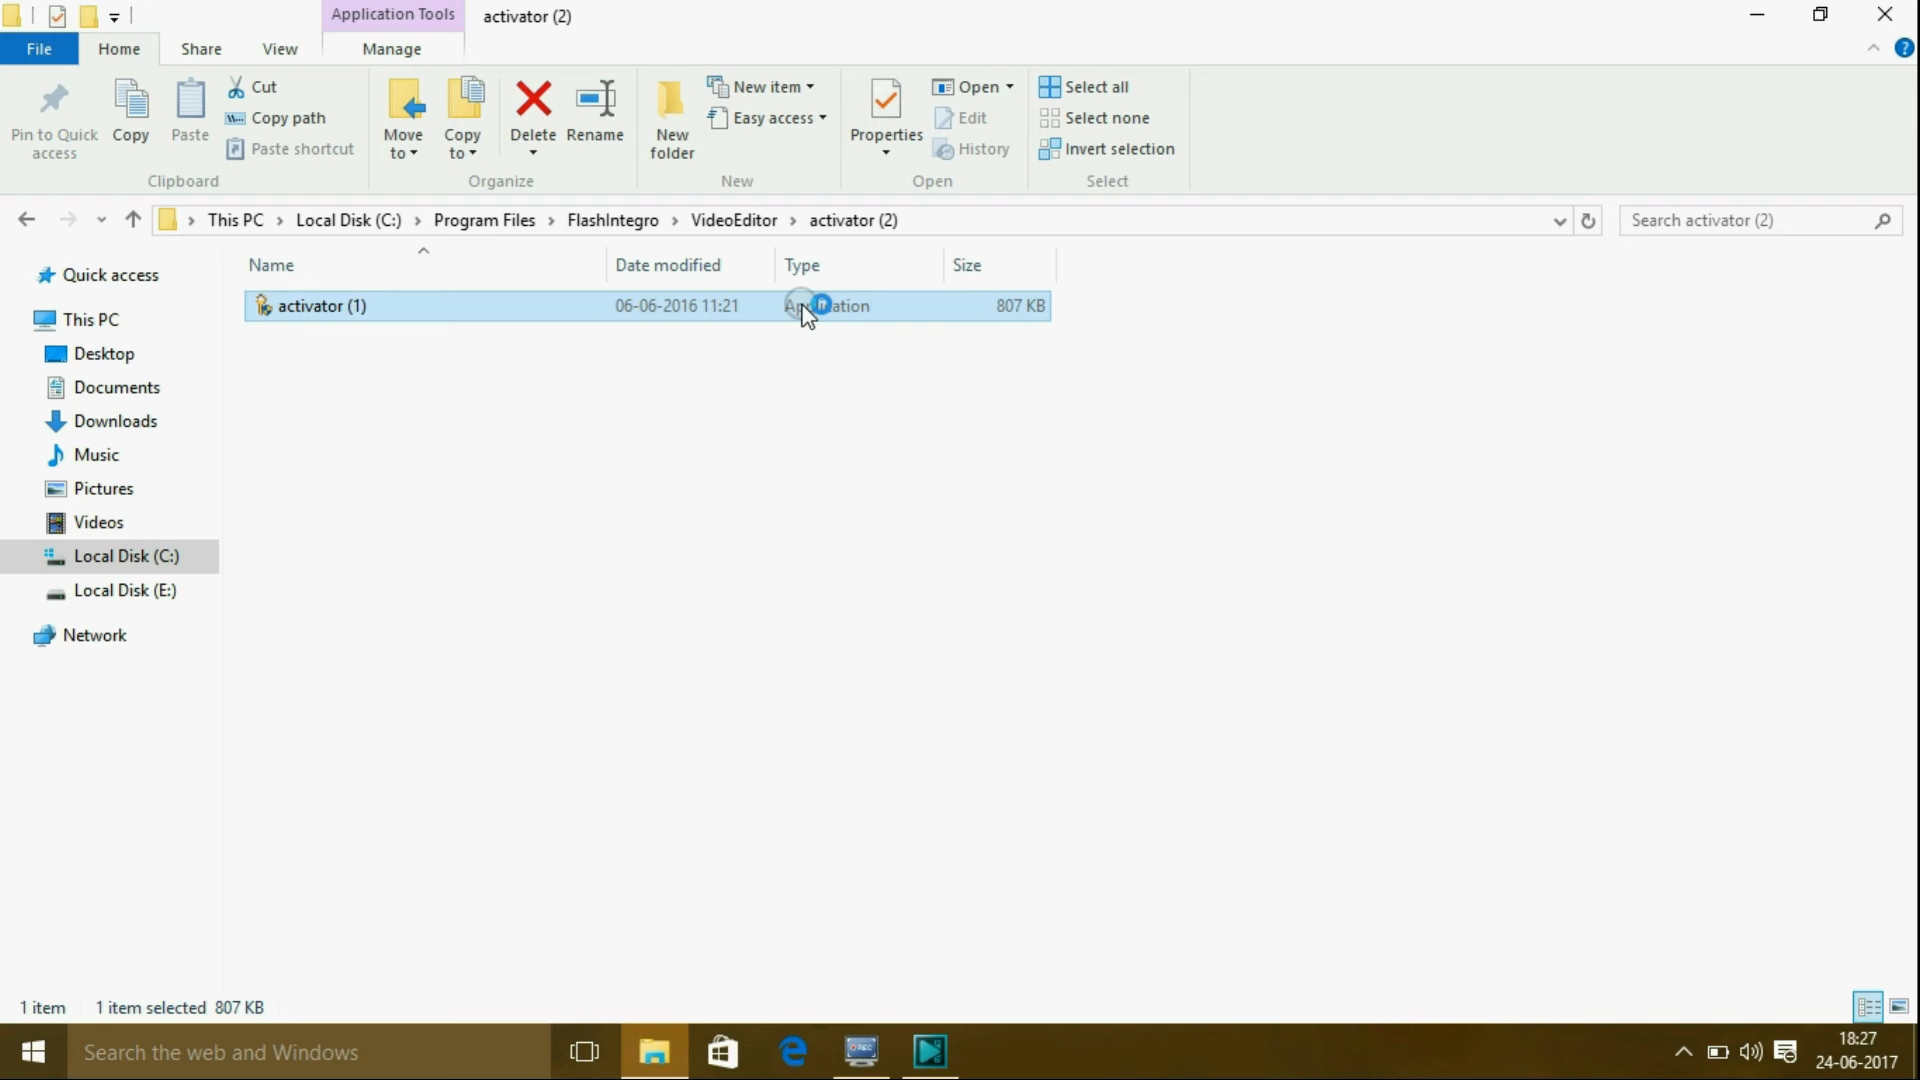 Application Tools
activator (2)
File
Home
Share
View
Manage
Pin to Quick
access
Copy
Paste
Cut
Copy path
Paste shortcut
Clipboard
Move
to
Copy
to
Delete
Rename
Organize
New
folder
New item
Easy access
New
Properties
Open
Edit
History
Open
Select all
Select none
Invert selection
Select
This PC
Local Disk (C:)
Program Files
FlashIntegro
VideoEditor
activator (2)
Search activator (2)
Name
Date modified
Type
Size
activator (1)
06-06-2016 11:21
Application
807 KB
Quick access
This PC
Desktop
Documents
Downloads
Music
Pictures
Videos
Local Disk (C:)
Local Disk (E:)
Network
1 item
1 item selected 807 KB
Search the web and Windows
REC
18:27
24-06-2017